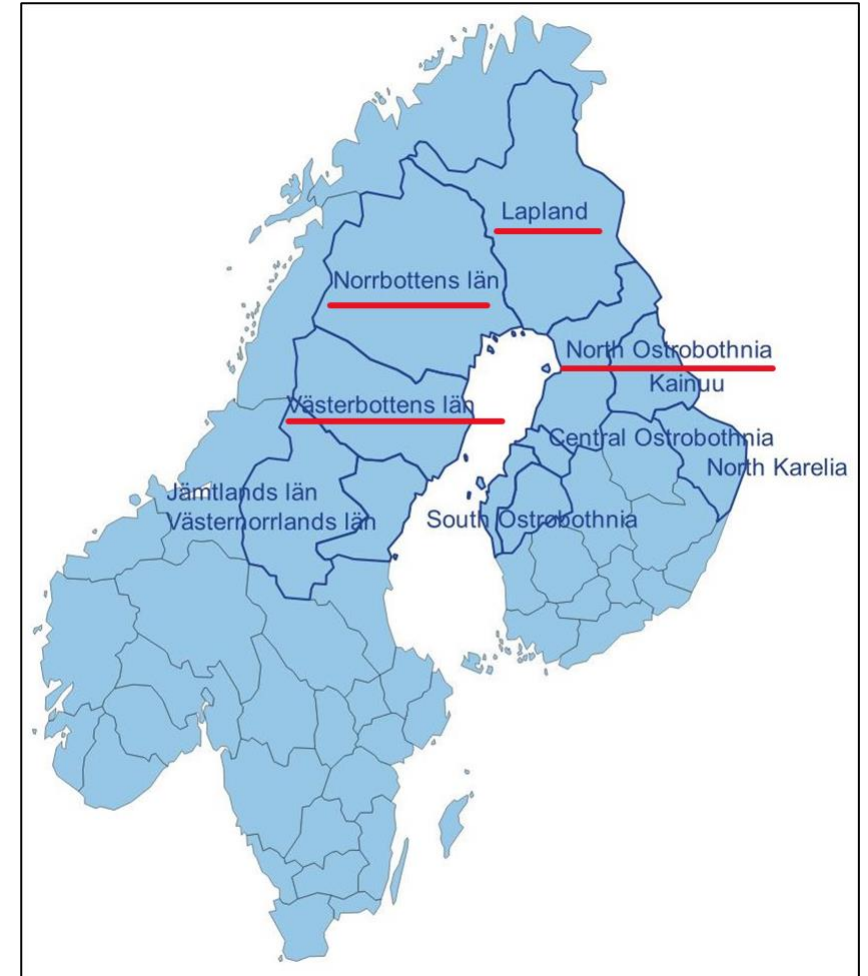 Lapland
Norrbottens län
North Ostrobothnia
Kainuu
Västerbottens län
Central Ostrobothnia
North Karelia
Jämtlands län
Västernorrlands län
South Ostrobothnia